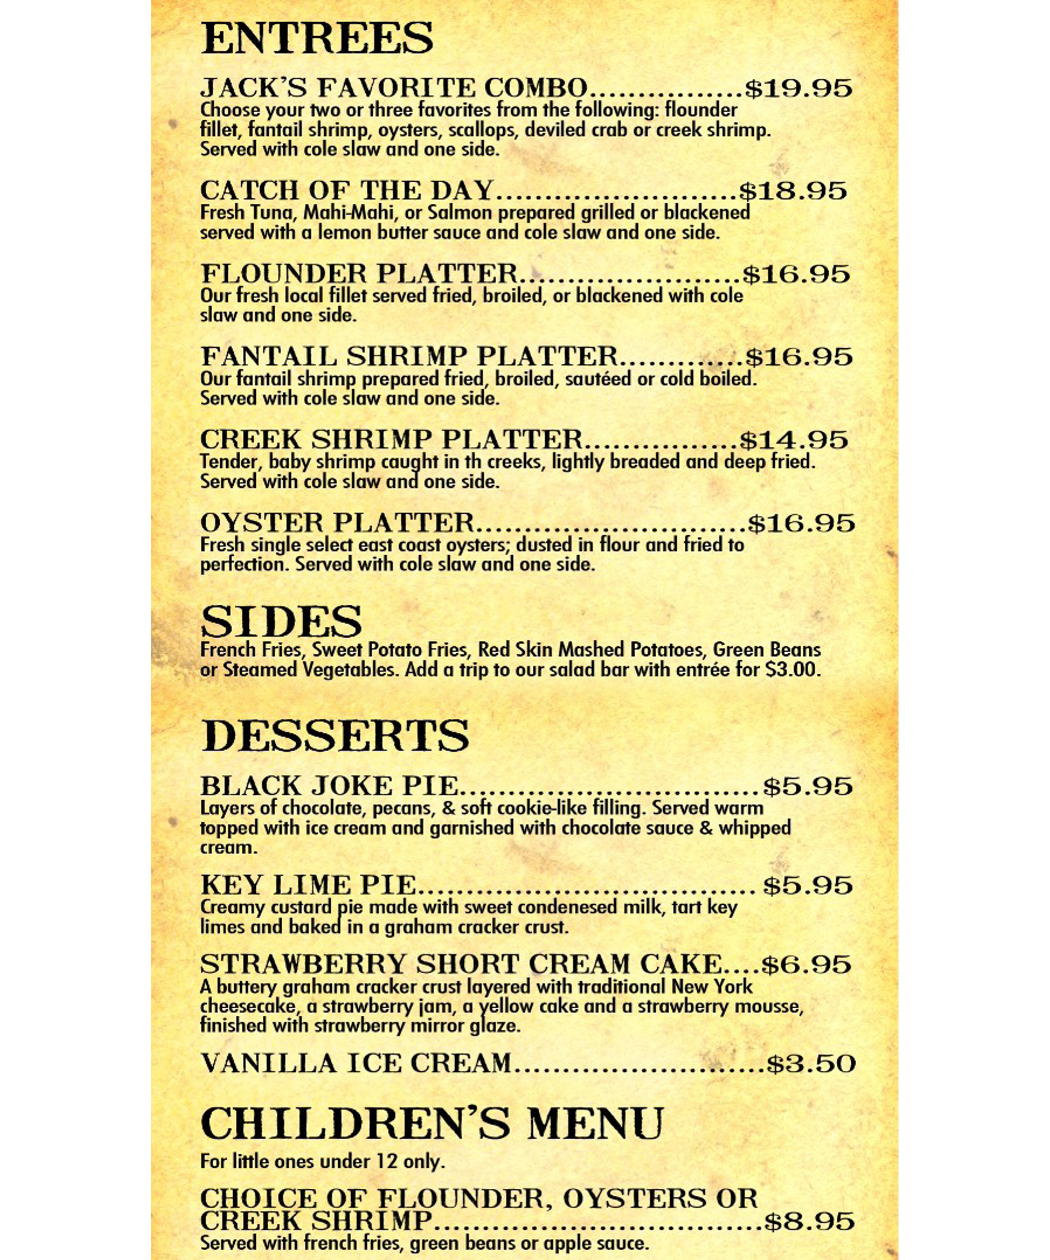 ENTREES
JACK'S FAVORITE COMBO................$19.95
Choose your two or three favorites from the following: flounder
fillet, fantail shrimp, oysters, scallops, deviled crab or creek shrimp.
Served with cole slaw and one side.
CATCH OF THE DAY.........................$18.95
Fresh Tuna, Mahi-Mahi, or Salmon prepared grilled or blackened
served with a lemon butter sauce and cole slaw and one side.
FLOUNDER PLATTER.......................$16.95
Our fresh local fillet served fried, broiled, or blackened with cole
slaw and one side.
FANTAIL SHRIMP PLATTER.............$16.95
Our fantail shrimp prepared fried, broiled, sautéed or cold boiled.
Served with cole slaw and one side.
CREEK SHRIMP PLATTER................$14.95
Tender, baby shrimp caught in th creeks, lightly breaded and deep fried.
Served with cole slaw and one side.
OYSTER PLATTER............................$16.95
Fresh single select east coast oysters; dusted in flour and fried to
perfection. Served with cole slaw and one side.
SIDES
French Fries, Sweet Potato Fries, Red Skin Mashed Potatoes, Green Beans
or Steamed Vegetables. Add a trip to our salad bar with entrée for $3.00.
DESSERTS
BLACK JOKE PIE............................... $5.95
Layers of chocolate, pecans, & soft cookie-like filling. Served warm
topped with ice cream and garnished with chocolate sauce & whipped
cream.
KEY LIME PIE................................... $5.95
Creamy custard pie made with sweet condenesed milk, tart key
limes and baked in a graham cracker crust.
STRAWBERRY SHORT CREAM CAKE....$6.95
A buttery graham cracker crust layered with traditional New York
cheesecake, a strawberry jam, a yellow cake and a strawberry mousse,
finished with strawberry mirror glaze.
VANILLA ICE CREAM..........................$3.50
CHILDREN'S MENU
For little ones under 12 only.
CHOICE OF FLOUNDER, OYSTERS OR
CREEK SHRIMP..................................$8.95
Served with french fries, green beans or apple sauce.